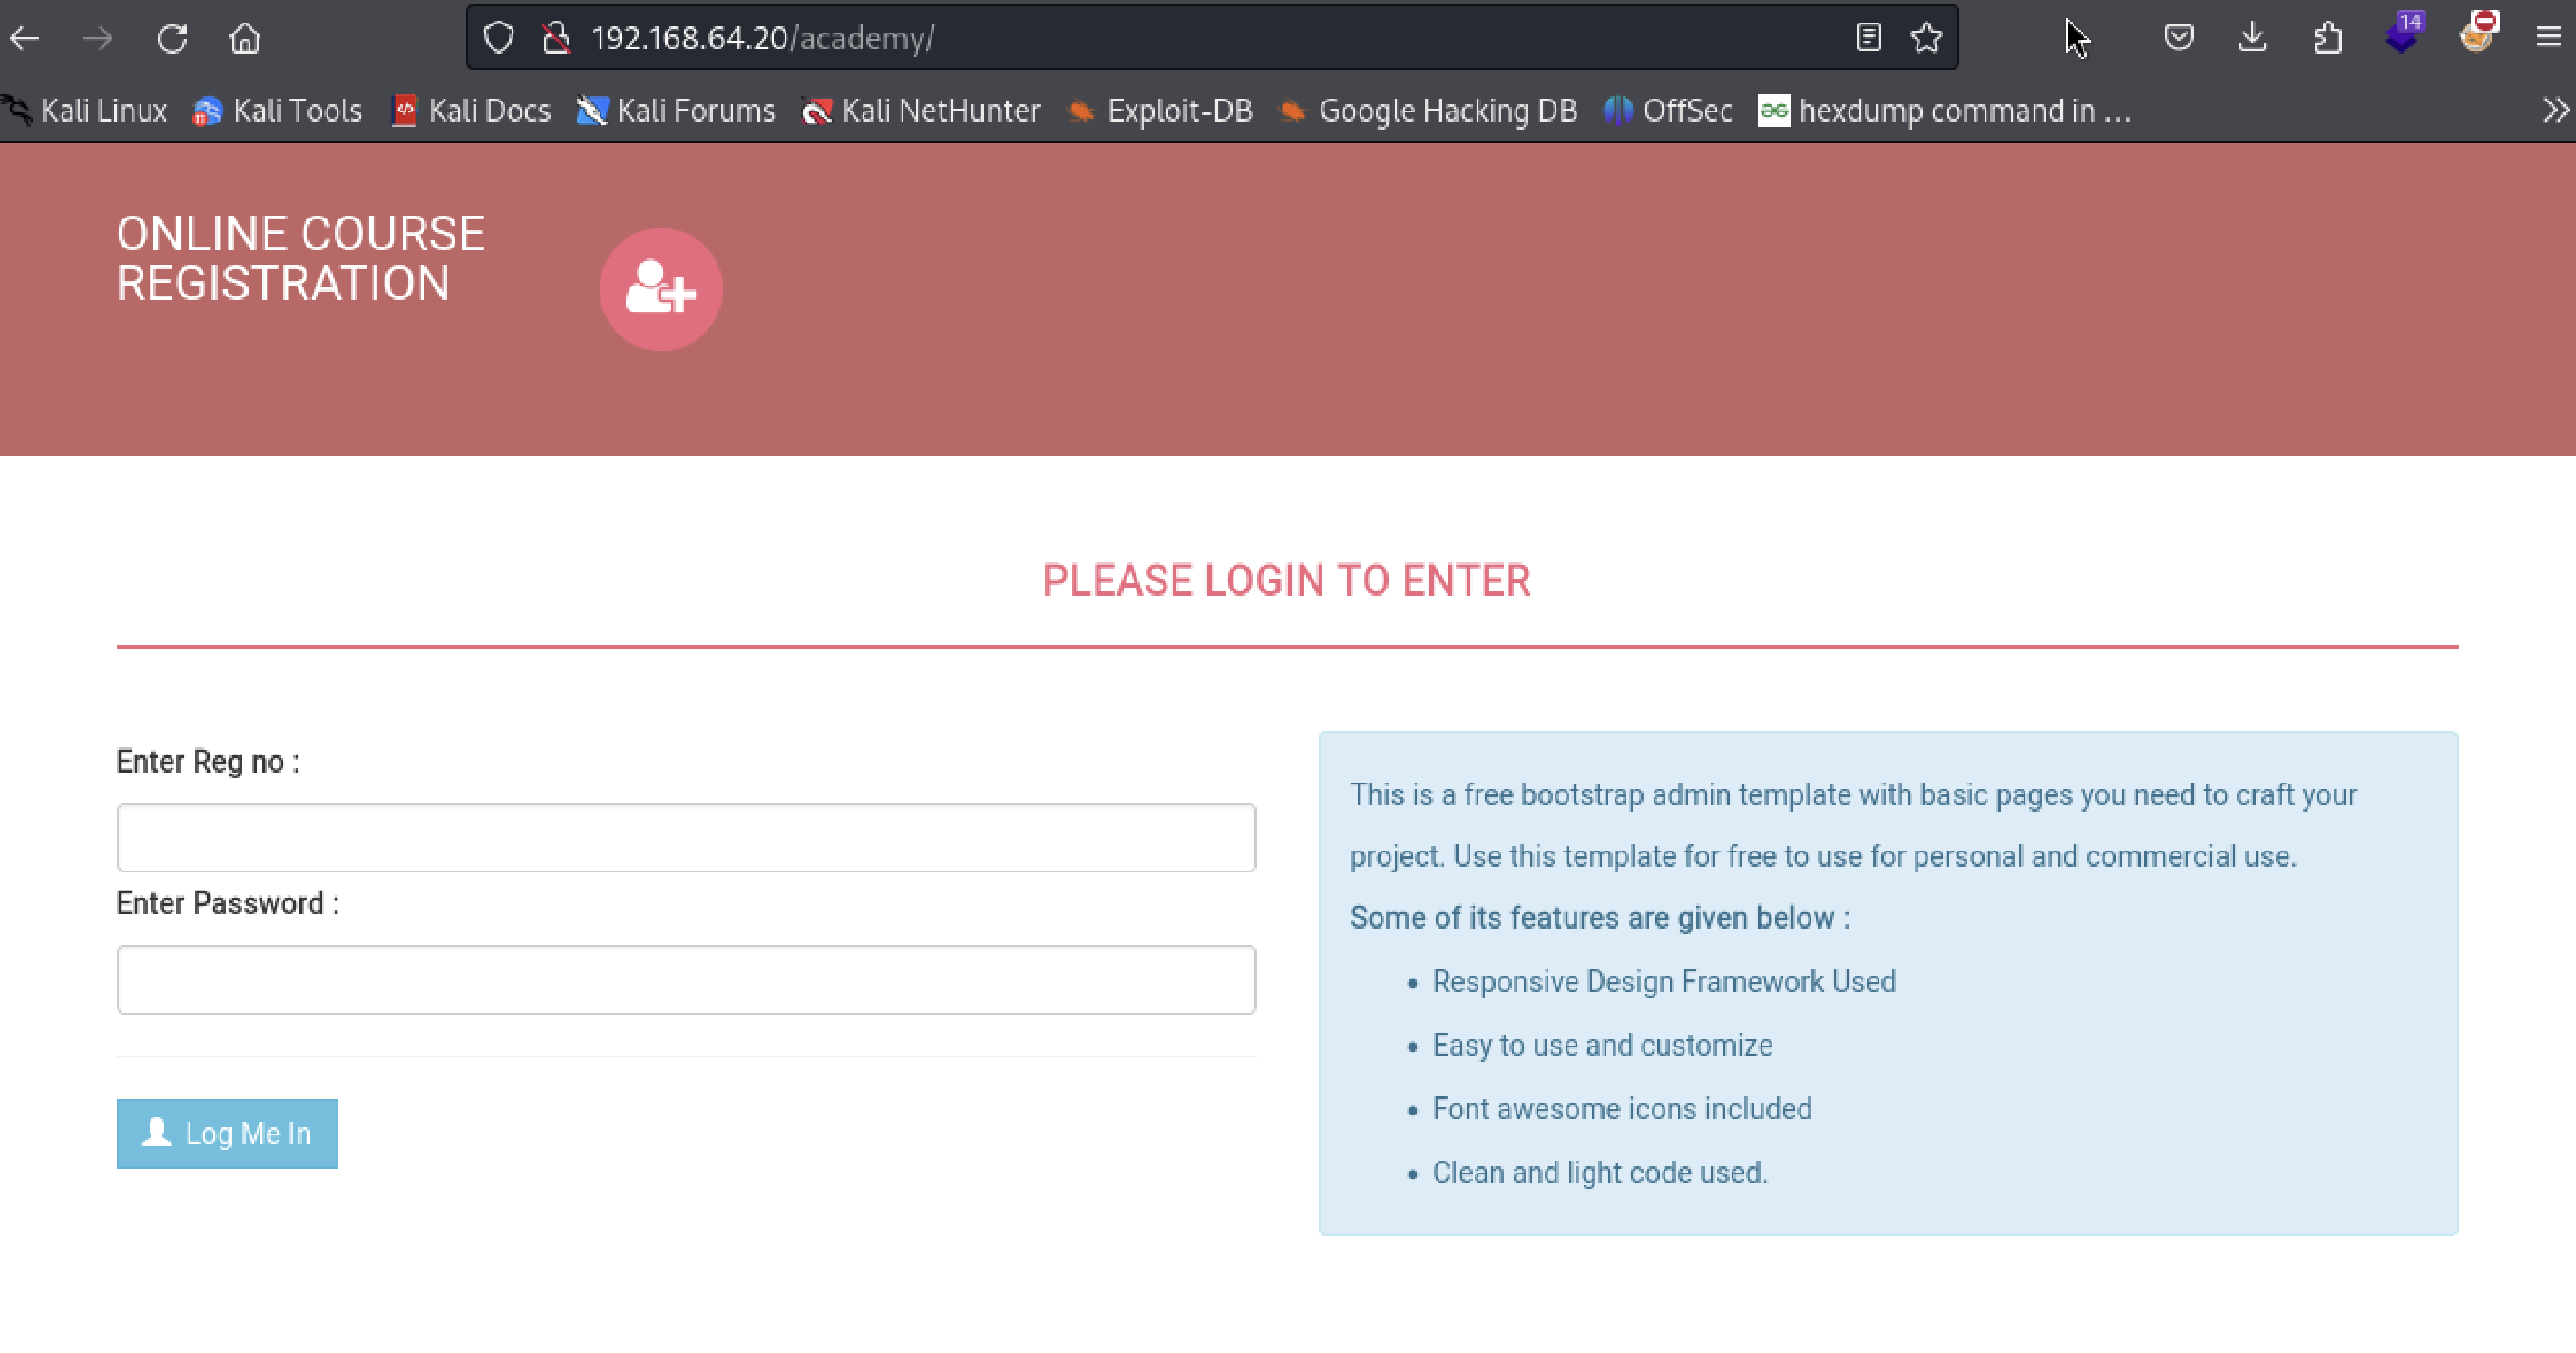 192.168.64.20/academy/
14
Kali Linux Kali Tools Kali Docs Kali Forums Kali NetHunter Exploit-DB Google Hacking DB OffSec hexdump command in ...
ONLINE COURSE
REGISTRATION
PLEASE LOGIN TO ENTER
Enter Reg no :
Enter Password :
Log Me In
This is a free bootstrap admin template with basic pages you need to craft your
project. Use this template for free to use for personal and commercial use.
Some of its features are given below :
• Responsive Design Framework Used
• Easy to use and customize
• Font awesome icons included
• Clean and light code used.